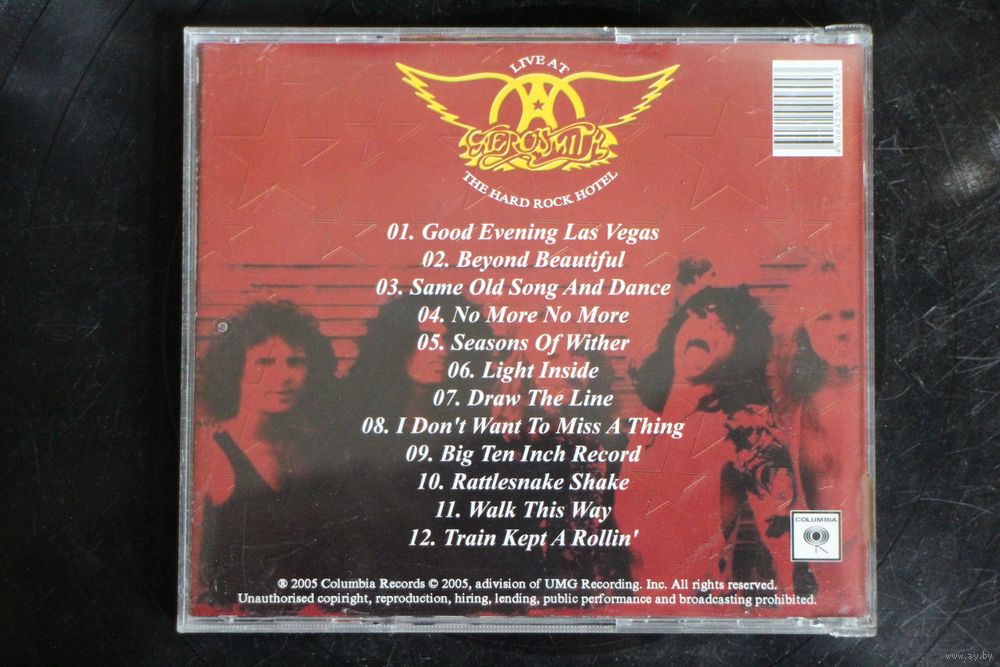 LIVE AT
AEROSMITH
THE HARD ROCK HOTEL
01. Good Evening Las Vegas
02. Beyond Beautiful
03. Same Old Song And Dance
04. No More No More
05. Seasons Of Wither
06. Light Inside
07. Draw The Line
08. I Don't Want To Miss A Thing
09. Big Ten Inch Record
10. Rattlesnake Shake
11. Walk This Way
12. Train Kept A Rollin'
COLUMBIA
® 2005 Columbia Records © 2005, adivision of UMG Recording. Inc. All rights reserved.
Unauthorised copiright, reproduction, hiring, lending, public performance and broadcasting prohibited.
www.ay.by